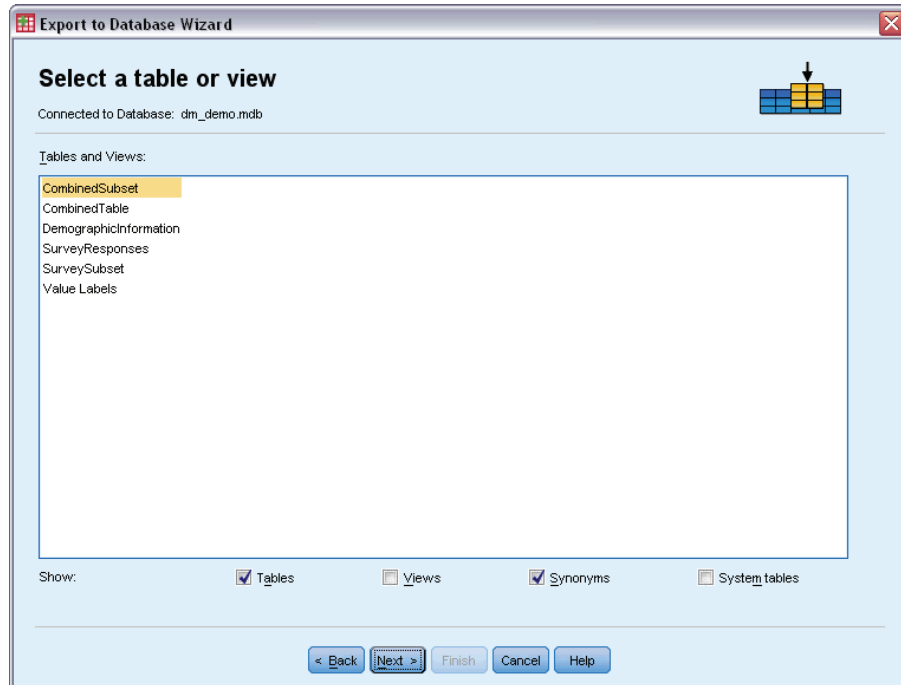 Export to Database Wizard
Select a table or view
Connected to Database: dm_demo.mdb
Tables and Views:
CombinedSubset
CombinedTable
DemographicInformation
SurveyResponses
SurveySubset
Value Labels
Show: Tables Views Synonyms System tables
< Back Next > Finish Cancel Help